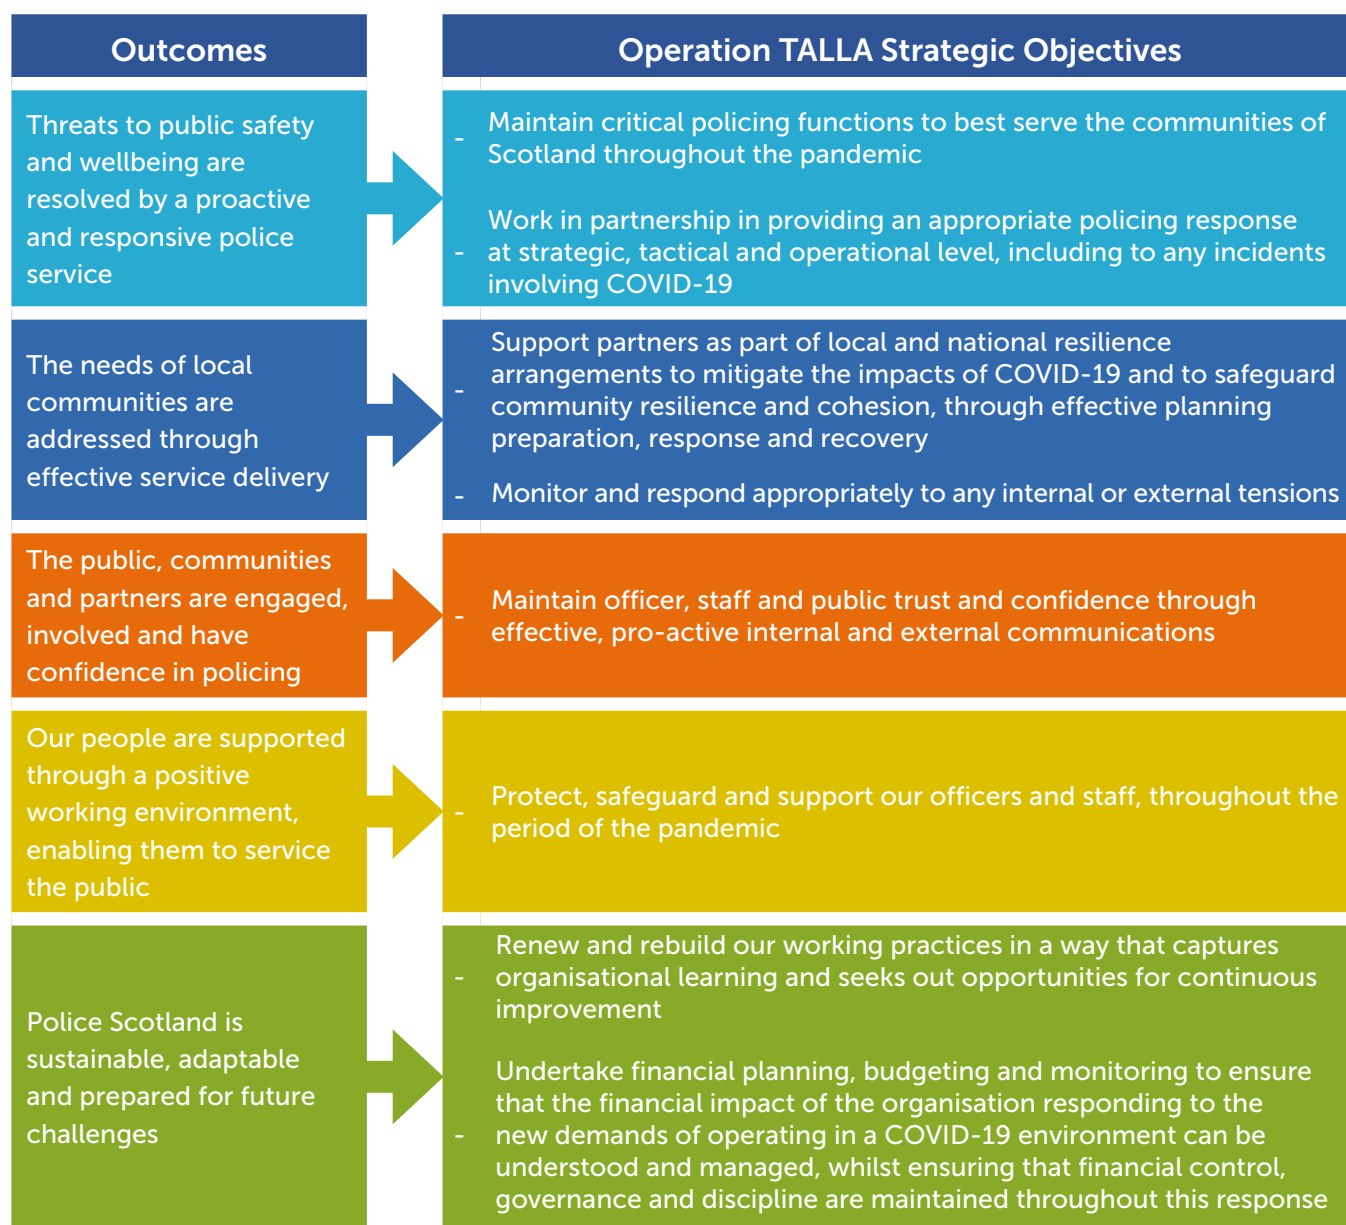 Outcomes
Operation TALLA Strategic Objectives
Threats to public safety
and wellbeing are
resolved by a proactive
and responsive police
service
- Maintain critical policing functions to best serve the communities of
Scotland throughout the pandemic
Work in partnership in providing an appropriate policing response
- at strategic, tactical and operational level, including to any incidents
involving COVID-19
The needs of local
communities are
addressed through
effective service delivery
Support partners as part of local and national resilience
- arrangements to mitigate the impacts of COVID-19 and to safeguard
community resilience and cohesion, through effective planning
preparation, response and recovery
- Monitor and respond appropriately to any internal or external tensions
The public, communities
and partners are engaged,
involved and have
confidence in policing
- Maintain officer, staff and public trust and confidence through
effective, pro-active internal and external communications
Our people are supported
through a positive
working environment,
enabling them to service
the public
- Protect, safeguard and support our officers and staff, throughout the
period of the pandemic
Police Scotland is
sustainable, adaptable
and prepared for future
challenges
Renew and rebuild our working practices in a way that captures
- organisational learning and seeks out opportunities for continuous
improvement
Undertake financial planning, budgeting and monitoring to ensure
that the financial impact of the organisation responding to the
- new demands of operating in a COVID-19 environment can be
understood and managed, whilst ensuring that financial control,
governance and discipline are maintained throughout this response